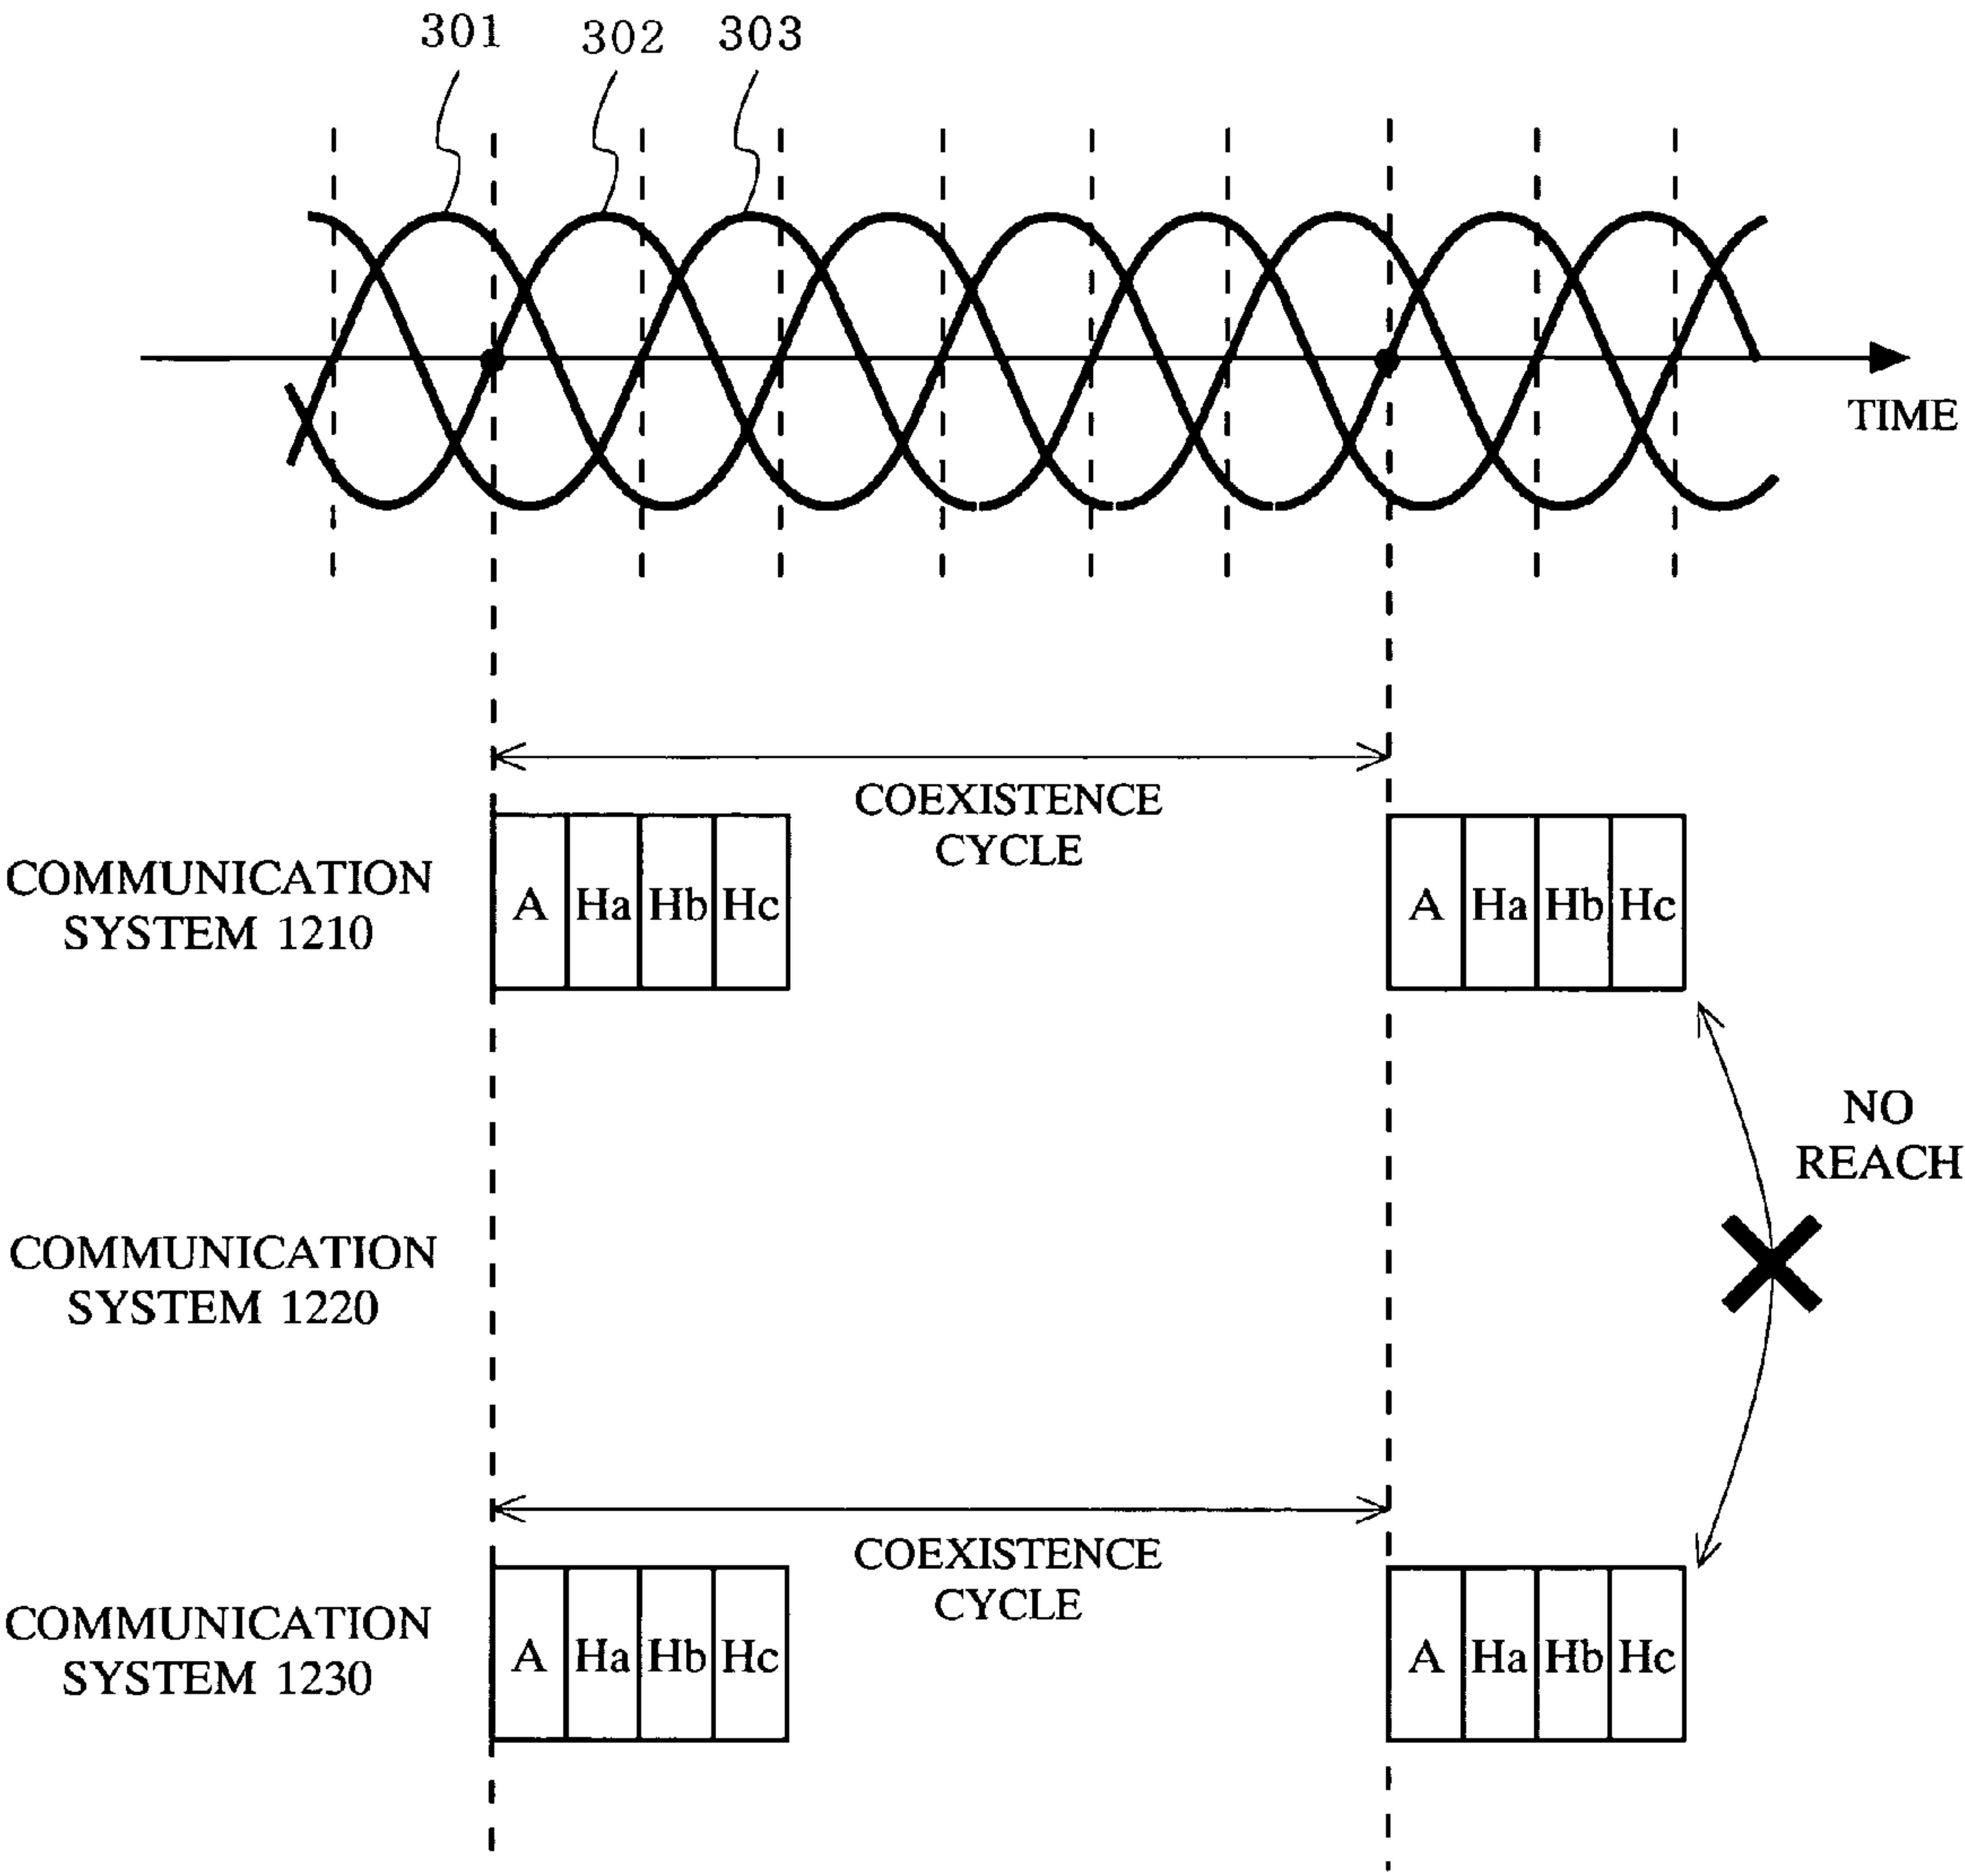 301
302
303
TIME
COEXISTENCE
CYCLE
COMMUNICATION
SYSTEM 1210
A Ha Hb Hc
A Ha Hb Hc
NO
REACH
COMMUNICATION
SYSTEM 1220
COEXISTENCE
CYCLE
COMMUNICATION
SYSTEM 1230
A Ha Hb Hc
A Ha Hb Hc